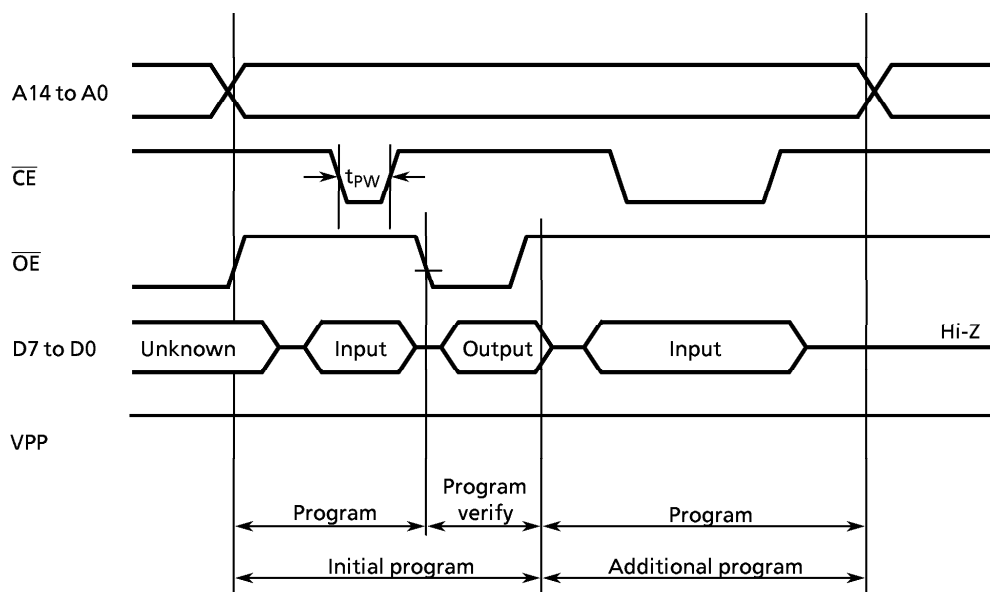 A14 to A0
CE
tPW
OE
D7 to D0
Unknown
Input
Output
Input
Hi-Z
VPP
Program
Program
verify
Program
Initial program
Additional program